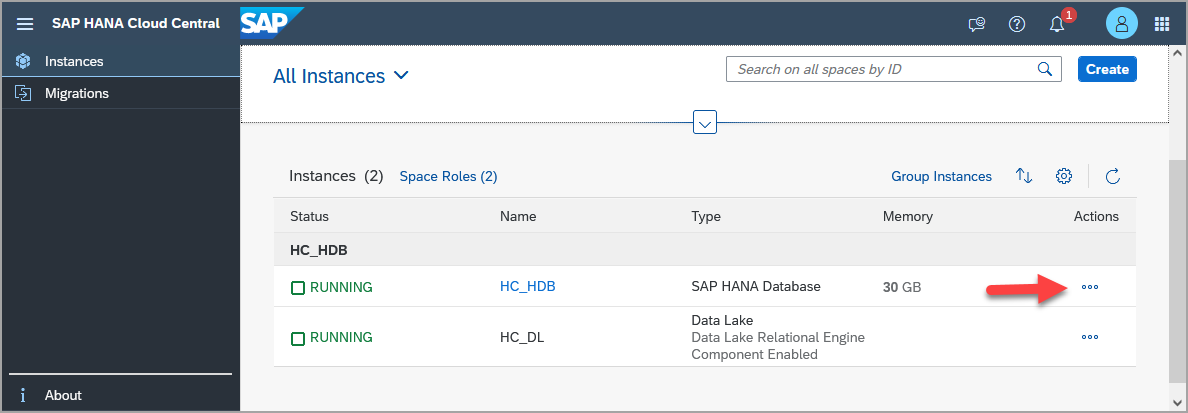 SAP HANA Cloud Central SAP 1
Instances
Migrations
All Instances
Search on all spaces by ID
Create
Instances (2) Space Roles (2) Group Instances
Status Name Type Memory Actions
HC_HDB
RUNNING HC_HDB SAP HANA Database 30 GB
RUNNING HC_DL Data Lake
Data Lake Relational Engine
Component Enabled
About